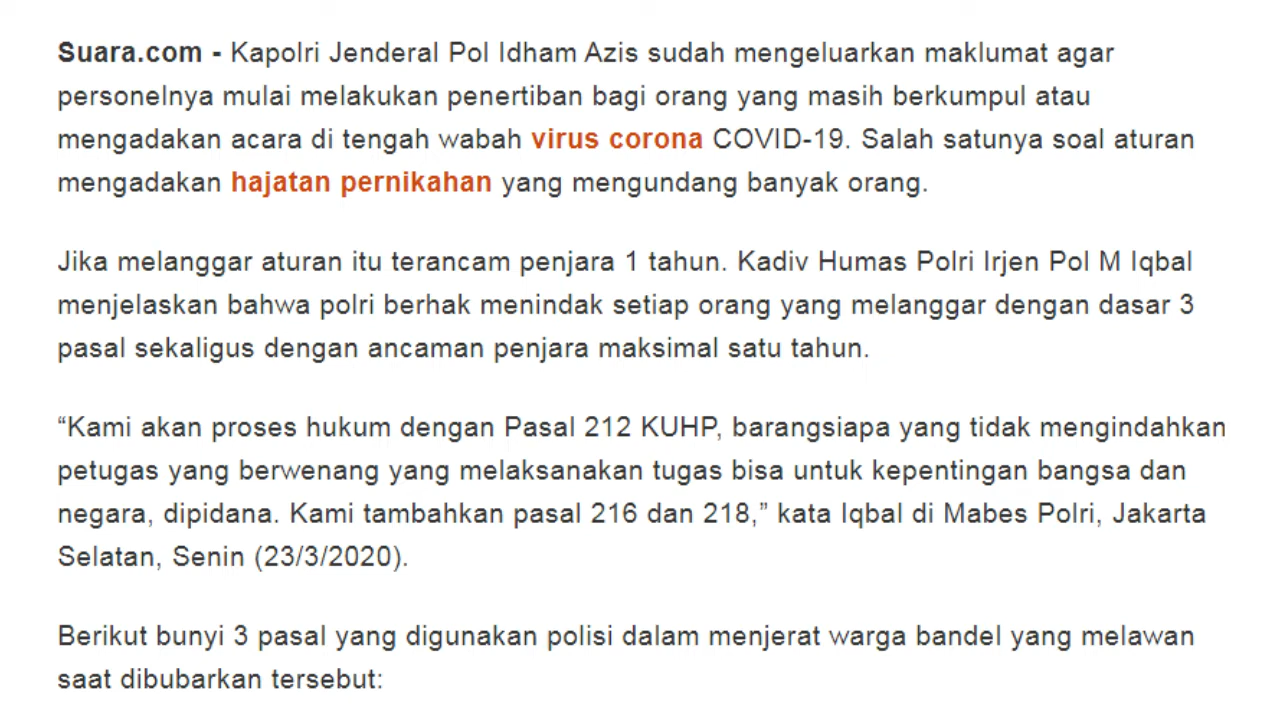 Suara.com - Kapolri Jenderal Pol Idham Azis sudah mengeluarkan maklumat agar
personelnya mulai melakukan penertiban bagi orang yang masih berkumpul atau
mengadakan acara di tengah wabah virus corona COVID-19. Salah satunya soal aturan
mengadakan hajatan pernikahan yang mengundang banyak orang.
Jika melanggar aturan itu terancam penjara 1 tahun. Kadiv Humas Polri Irjen Pol M Iqbal
menjelaskan bahwa polri berhak menindak setiap orang yang melanggar dengan dasar 3
pasal sekaligus dengan ancaman penjara maksimal satu tahun.
“Kami akan proses hukum dengan Pasal 212 KUHP, barangsiapa yang tidak mengindahkan
petugas yang berwenang yang melaksanakan tugas bisa untuk kepentingan bangsa dan
negara, dipidana. Kami tambahkan pasal 216 dan 218,” kata Iqbal di Mabes Polri, Jakarta
Selatan, Senin (23/3/2020).
Berikut bunyi 3 pasal yang digunakan polisi dalam menjerat warga bandel yang melawan
saat dibubarkan tersebut: